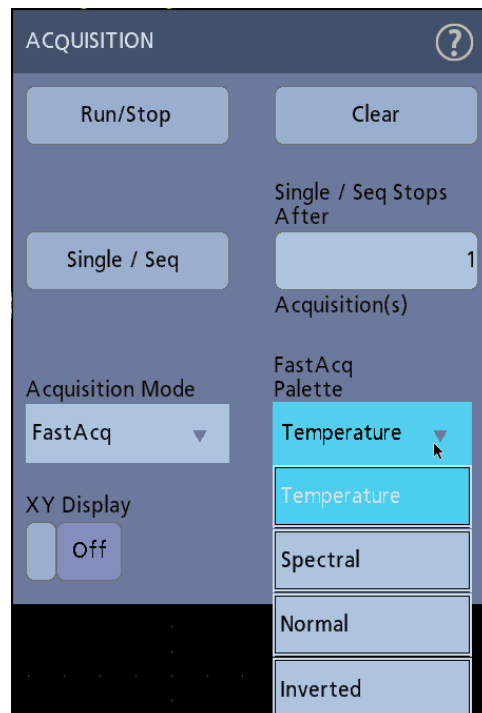 ACQUISITION
?
Run/Stop
Clear
Single / Seq Stops
After
Single / Seq
1
Acquisition(s)
FastAcq
Palette
Acquisition Mode
FastAcq
Temperature
Temperature
XY Display
Off
Spectral
Normal
Inverted